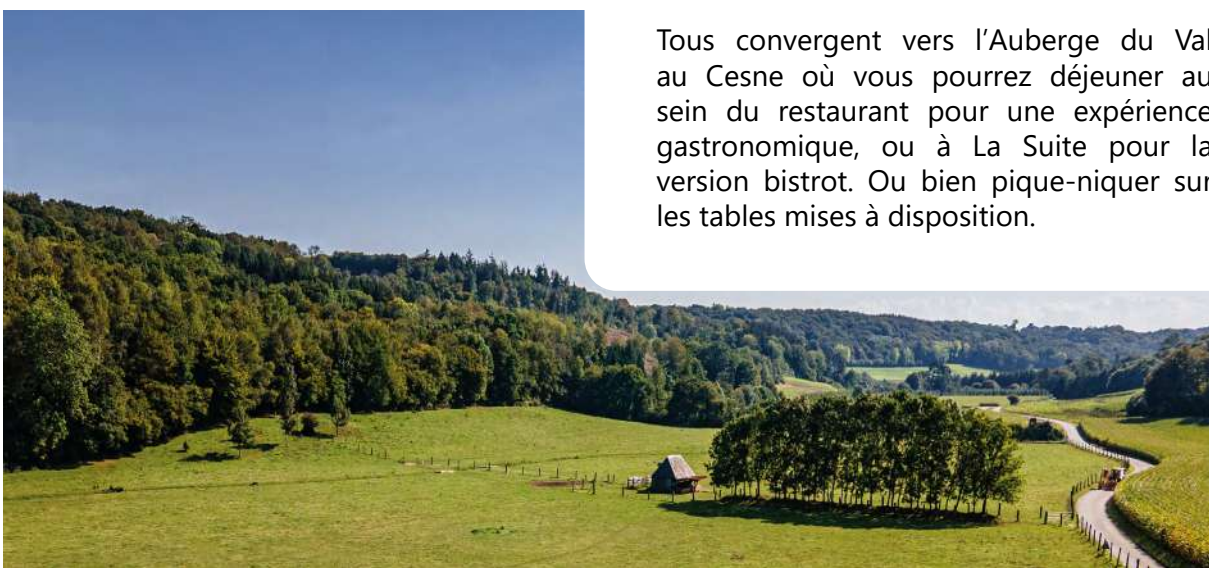 Tous convergent vers l’Auberge du Val
au Cesne où vous pourrez déjeuner au
sein du restaurant pour une expérience
gastronomique, ou à La Suite pour la
version bistrot. Ou bien pique-niquer sur
les tables mises à disposition.